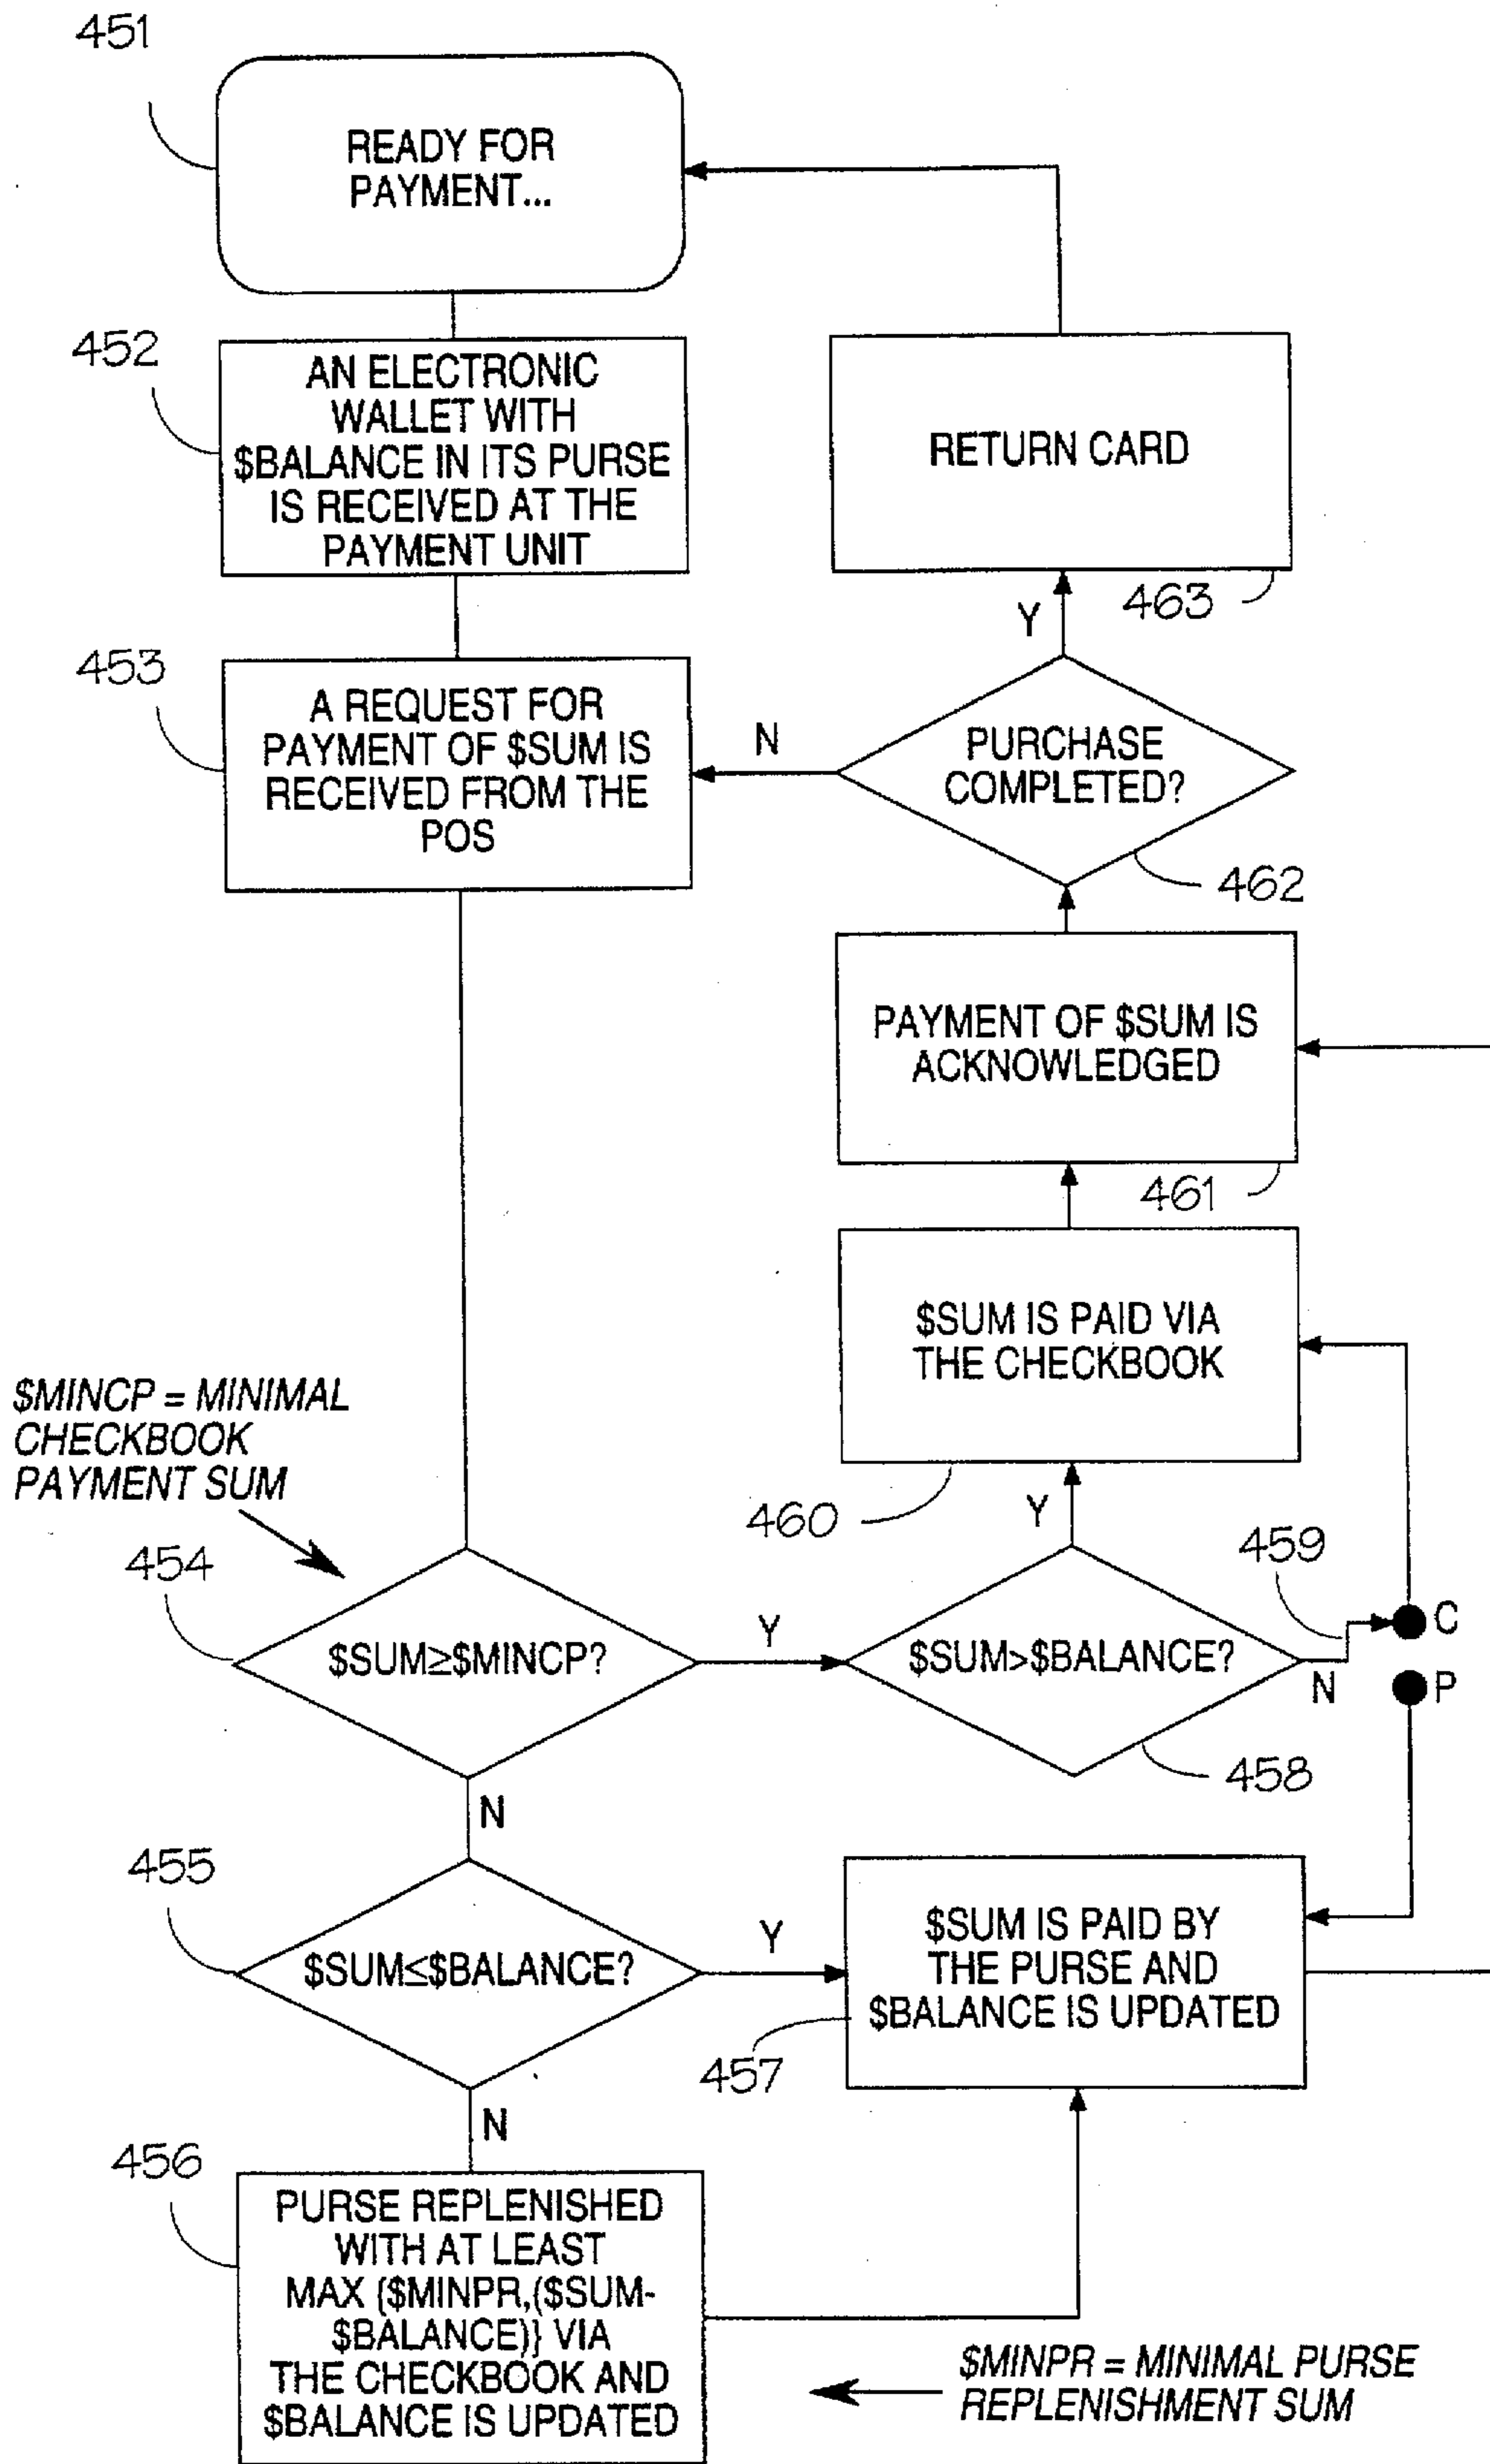 451
READY FOR
PAYMENT...
452
AN ELECTRONIC
WALLET WITH
$BALANCE IN ITS PURSE
IS RECEIVED AT THE
PAYMENT UNIT
RETURN CARD
463
Y
453
A REQUEST FOR
PAYMENT OF $SUM IS
RECEIVED FROM THE
POS
N
PURCHASE
COMPLETED?
462
PAYMENT OF $SUM IS
ACKNOWLEDGED
461
$SUM IS PAID VIA
THE CHECKBOOK
460
Y
$MINCP = MINIMAL
CHECKBOOK
PAYMENT SUM
454
$SUM≥$MINCP?
Y
$SUM>$BALANCE?
459
C
N
P
458
N
455
$SUM≤$BALANCE?
Y
$SUM IS PAID BY
THE PURSE AND
$BALANCE IS UPDATED
457
N
456
PURSE REPLENISHED
WITH AT LEAST
MAX {$MINPR,($SUM-
$BALANCE)} VIA
THE CHECKBOOK AND
$BALANCE IS UPDATED
$MINPR = MINIMAL PURSE
REPLENISHMENT SUM